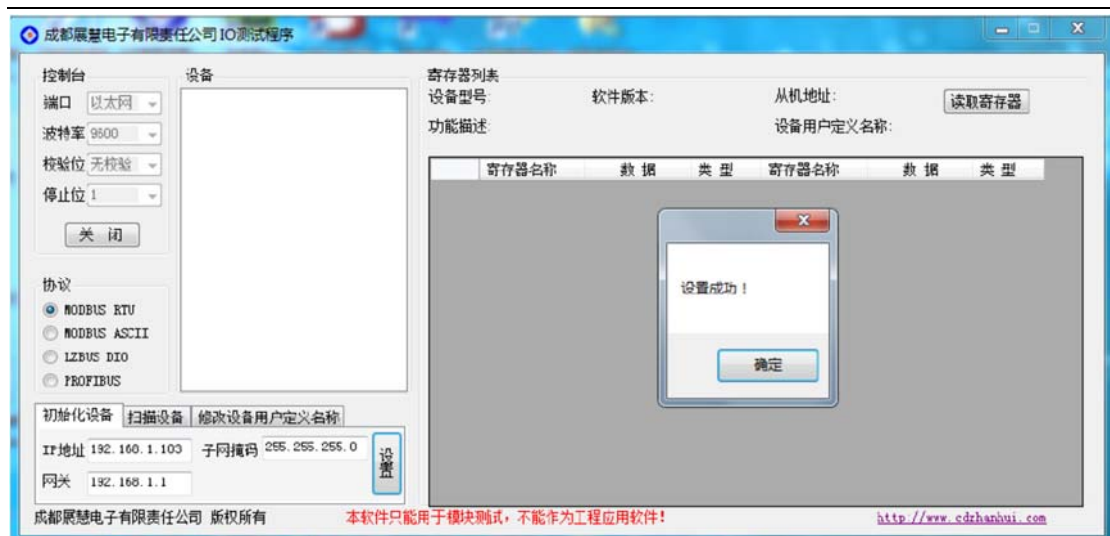 成都展慧电子有限责任公司IO测试程序
控制台
端口 以太网
波特率 9600
校验位 无校验
停止位 1
关 闭
协议
MODBUS RTU
MODBUS ASCII
LZBUS DIO
PROFIBUS
设备
寄存器列表
设备型号: 软件版本: 从机地址: 读取寄存器
功能描述: 设备用户定义名称:
寄存器名称 数 据 类 型 寄存器名称 数 据 类 型
设置成功！
确定
初始化设备 扫描设备 修改设备用户定义名称
IP地址 192.160.1.103 子网掩码 255.255.255.0 设置
网关 192.168.1.1
成都展慧电子有限责任公司 版权所有 本软件只能用于模块测试，不能作为工程应用软件! http://www.cdzhanhui.com